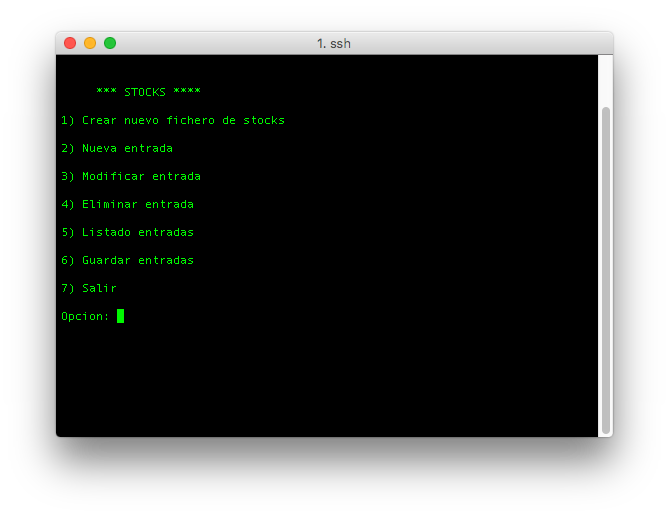 1. ssh
*** STOCKS ****
1) Crear nuevo fichero de stocks
2) Nueva entrada
3) Modificar entrada
4) Eliminar entrada
5) Listado entradas
6) Guardar entradas
7) Salir
Opcion: